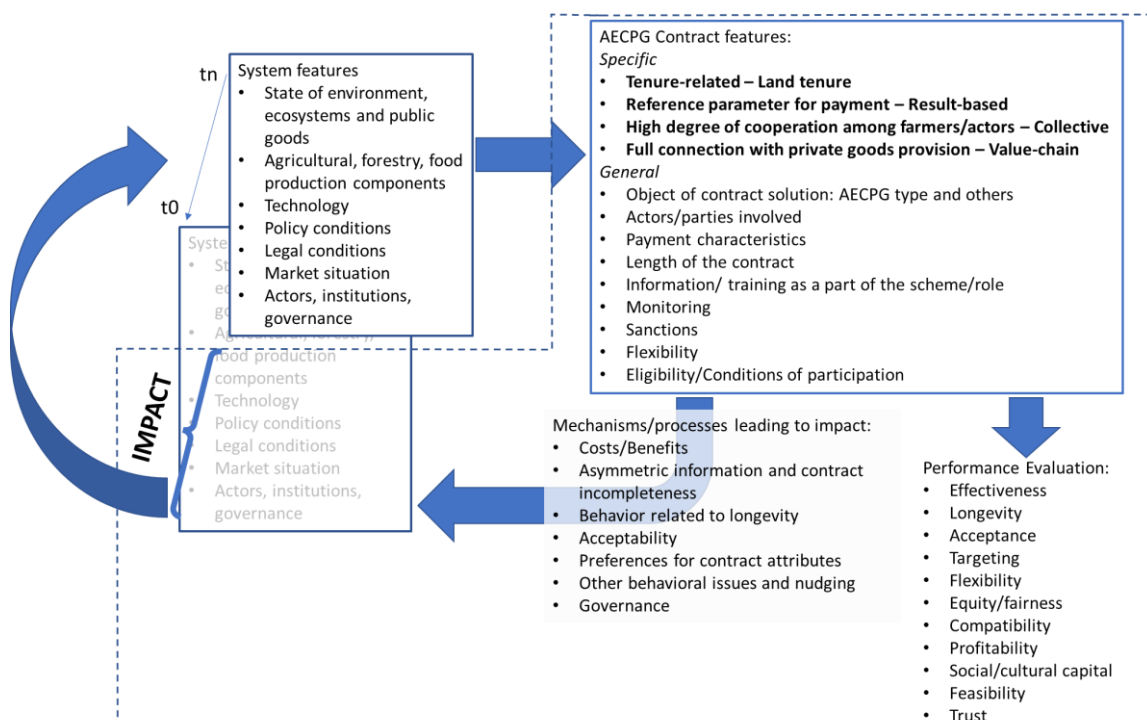 tn
t0
System features
• State of environment,
ecosystems and public
goods
• Agricultural, forestry, food
production components
• Technology
• Policy conditions
• Legal conditions
• Market situation
• Actors, institutions,
governance
Syste
• St
ec
go
• Agricultural, forestry,
food production
components
• Technology
• Policy conditions
• Legal conditions
• Market situation
• Actors, institutions,
governance
IMPACT
AECPG Contract features:
Specific
• Tenure-related – Land tenure
• Reference parameter for payment – Result-based
• High degree of cooperation among farmers/actors – Collective
• Full connection with private goods provision – Value-chain
General
• Object of contract solution: AECPG type and others
• Actors/parties involved
• Payment characteristics
• Length of the contract
• Information/ training as a part of the scheme/role
• Monitoring
• Sanctions
• Flexibility
• Eligibility/Conditions of participation
Mechanisms/processes leading to impact:
• Costs/Benefits
• Asymmetric information and contract
incompleteness
• Behavior related to longevity
• Acceptability
• Preferences for contract attributes
• Other behavioral issues and nudging
• Governance
Performance Evaluation:
• Effectiveness
• Longevity
• Acceptance
• Targeting
• Flexibility
• Equity/fairness
• Compatibility
• Profitability
• Social/cultural capital
• Feasibility
• Trust